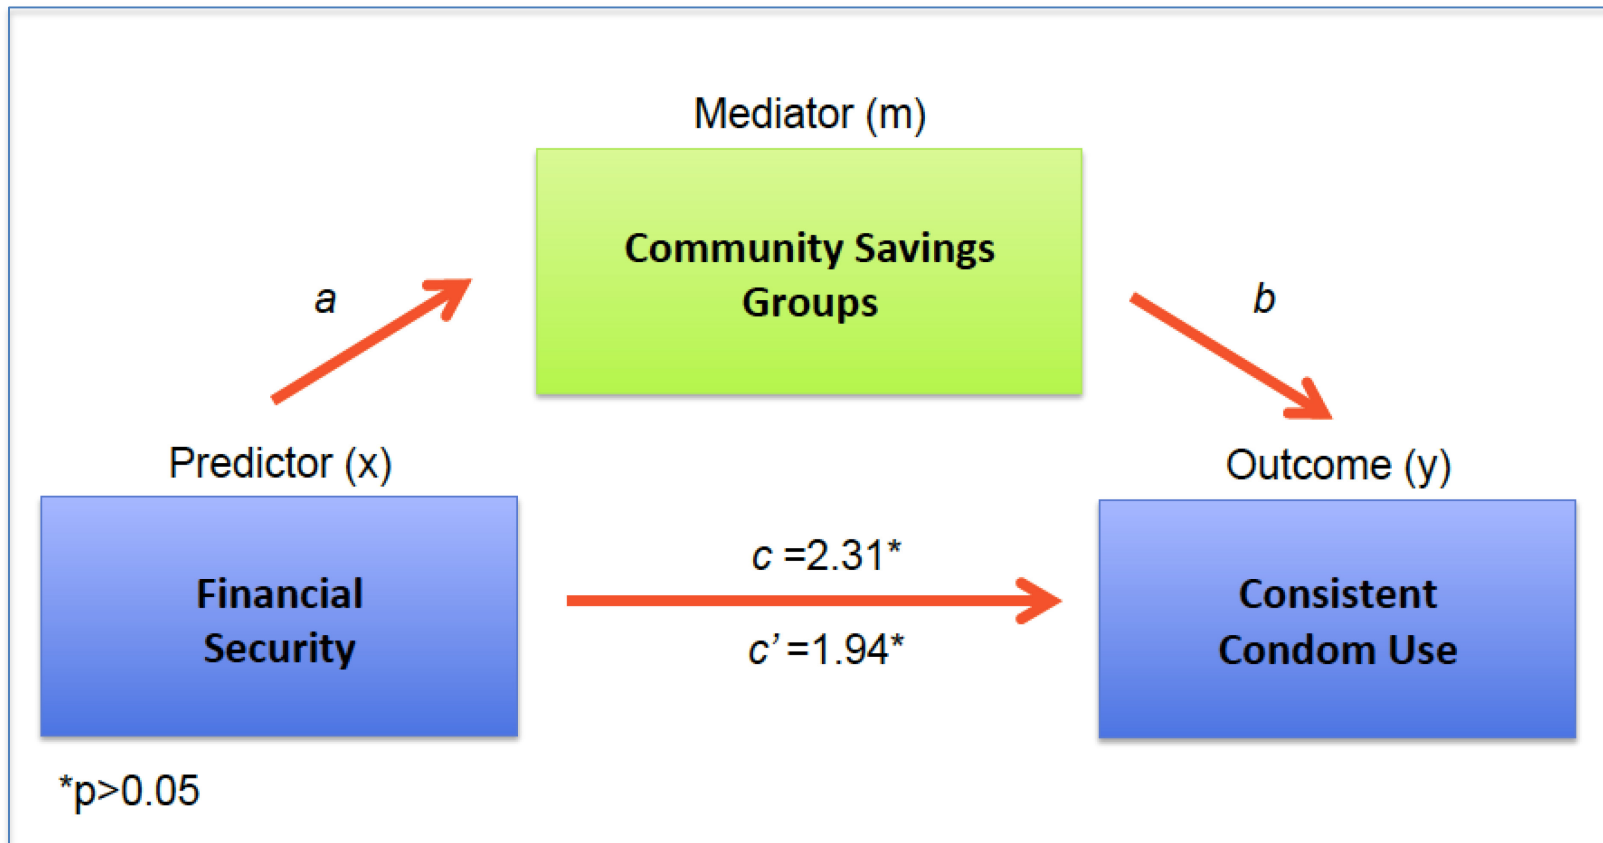 Mediator (m)
Community Savings
Groups
a
b
Predictor (x)
Outcome (y)
Financial
Security
c =2.31*
c’ =1.94*
Consistent
Condom Use
*p>0.05